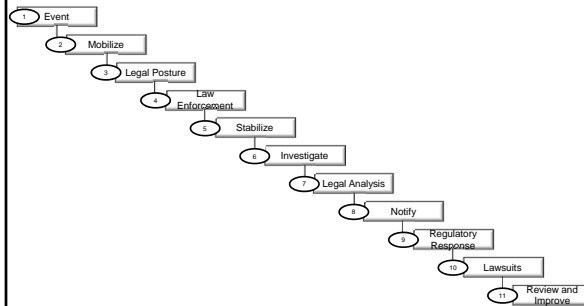 1 Event
2 Mobilize
3 Legal Posture
4 Law
Enforcement
5 Stabilize
6 Investigate
7 Legal Analysis
8 Notify
9 Regulatory
Response
10 Lawsuits
11 Review and
Improve